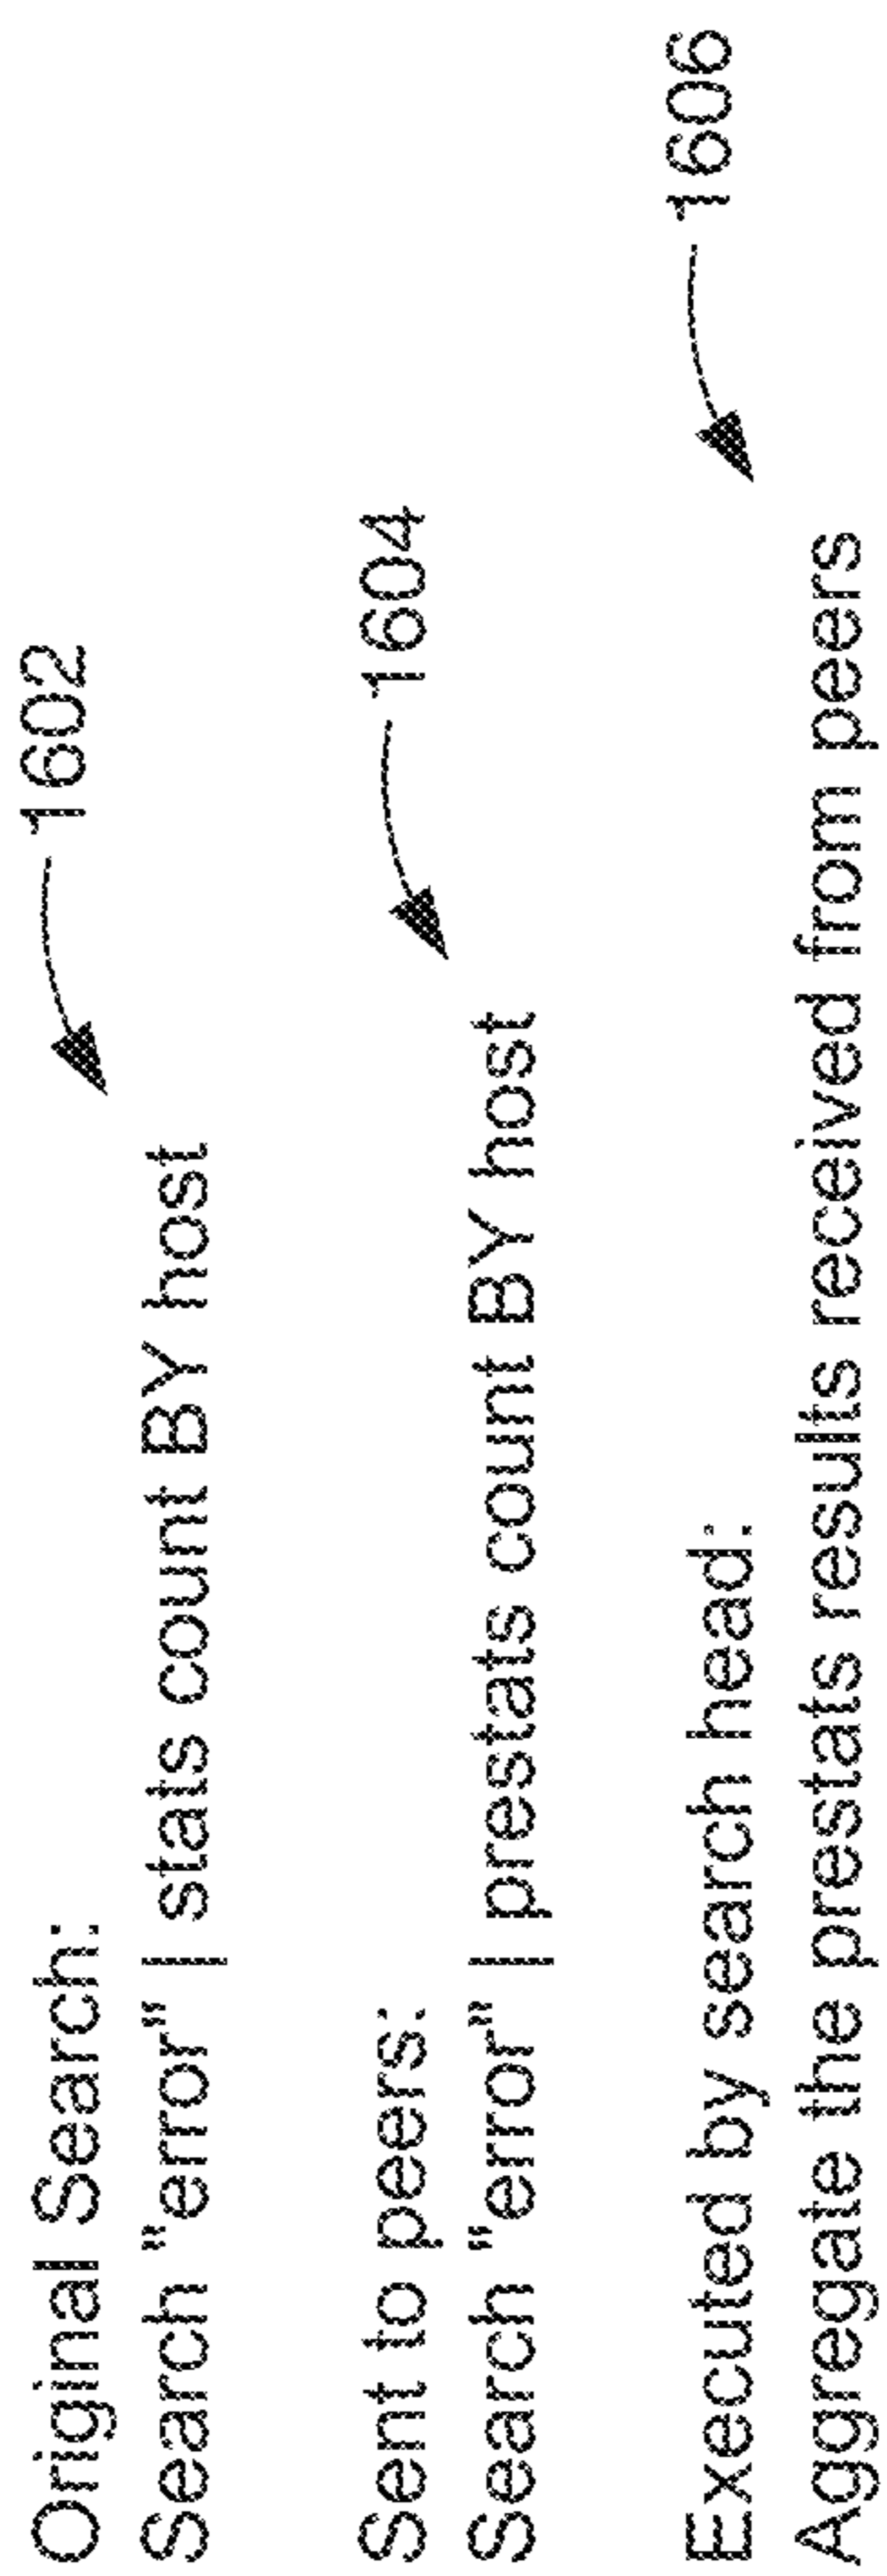 Original Search: 1602
Search "error" | stats count BY host
Sent to peers: 1604
Search "error" | prestats count BY host
Executed by search head: 1606
Aggregate the prestats results received from peers